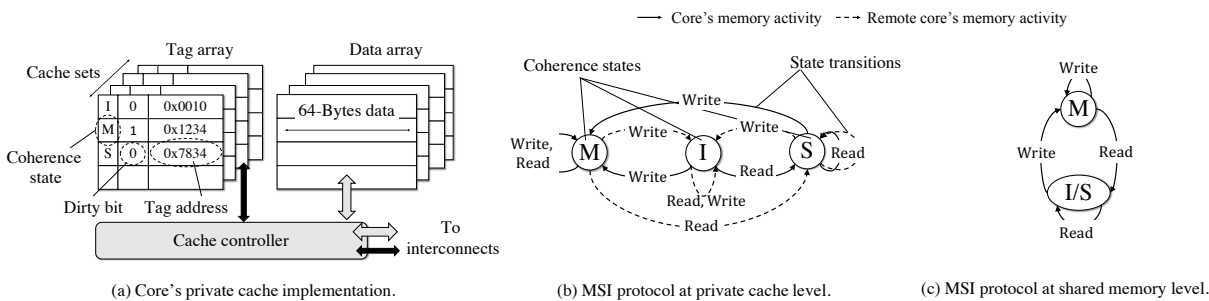 Core's memory activity
Remote core's memory activity
Tag array
Data array
Cache sets
I 0 0x0010
M 1 0x1234
S 0 0x7834
64-Bytes data
Coherence
state
Dirty bit
Tag address
Cache controller
To
interconnects
(a) Core's private cache implementation.
Coherence states
State transitions
Write
Write
Write
Write,
Read
M
I
S
Read
Write
Read
Read, Write
Read
(b) MSI protocol at private cache level.
Write
M
Write
Read
I/S
Read
(c) MSI protocol at shared memory level.